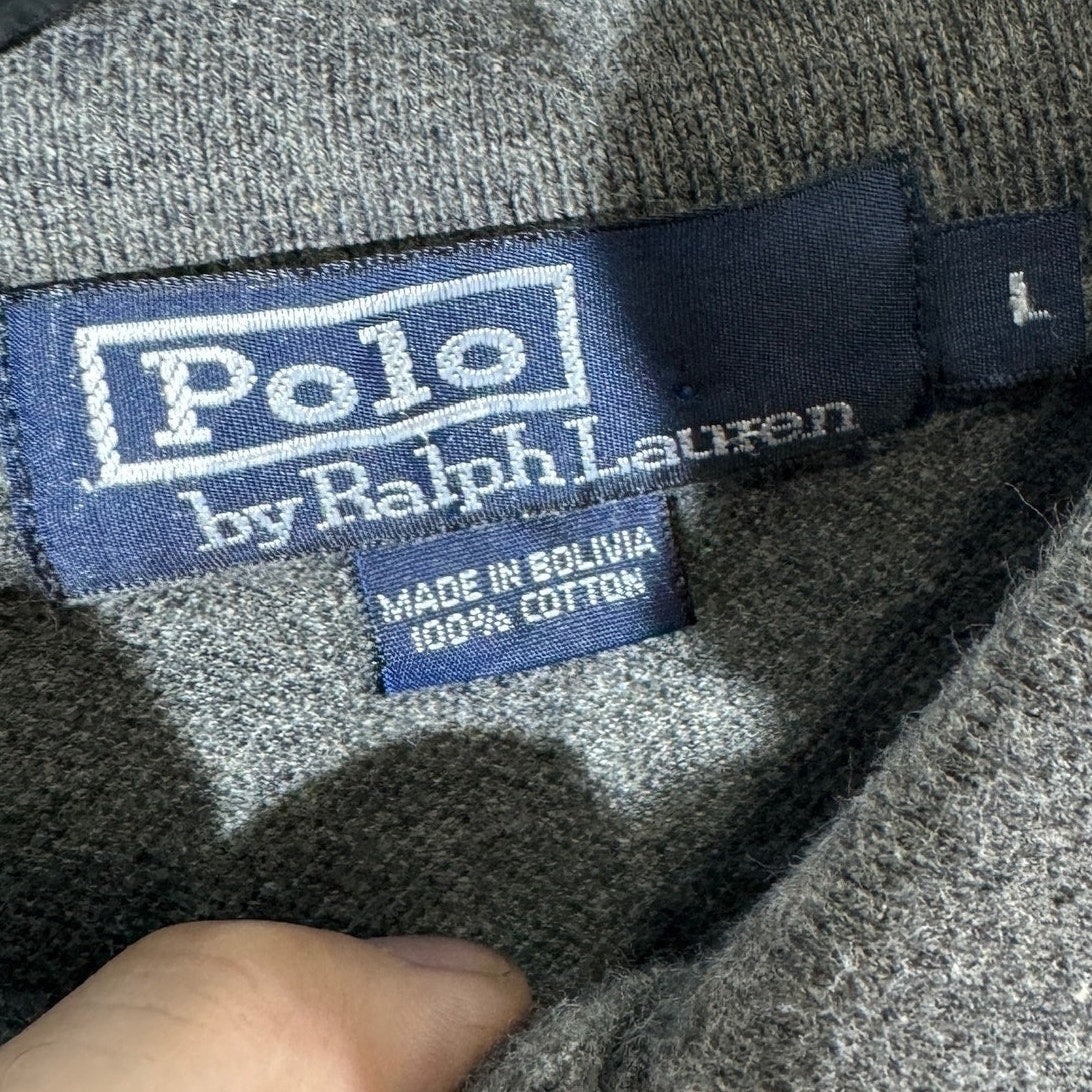 Polo
by Ralph Lauren
L
MADE IN BOLIVIA
100% COTTON